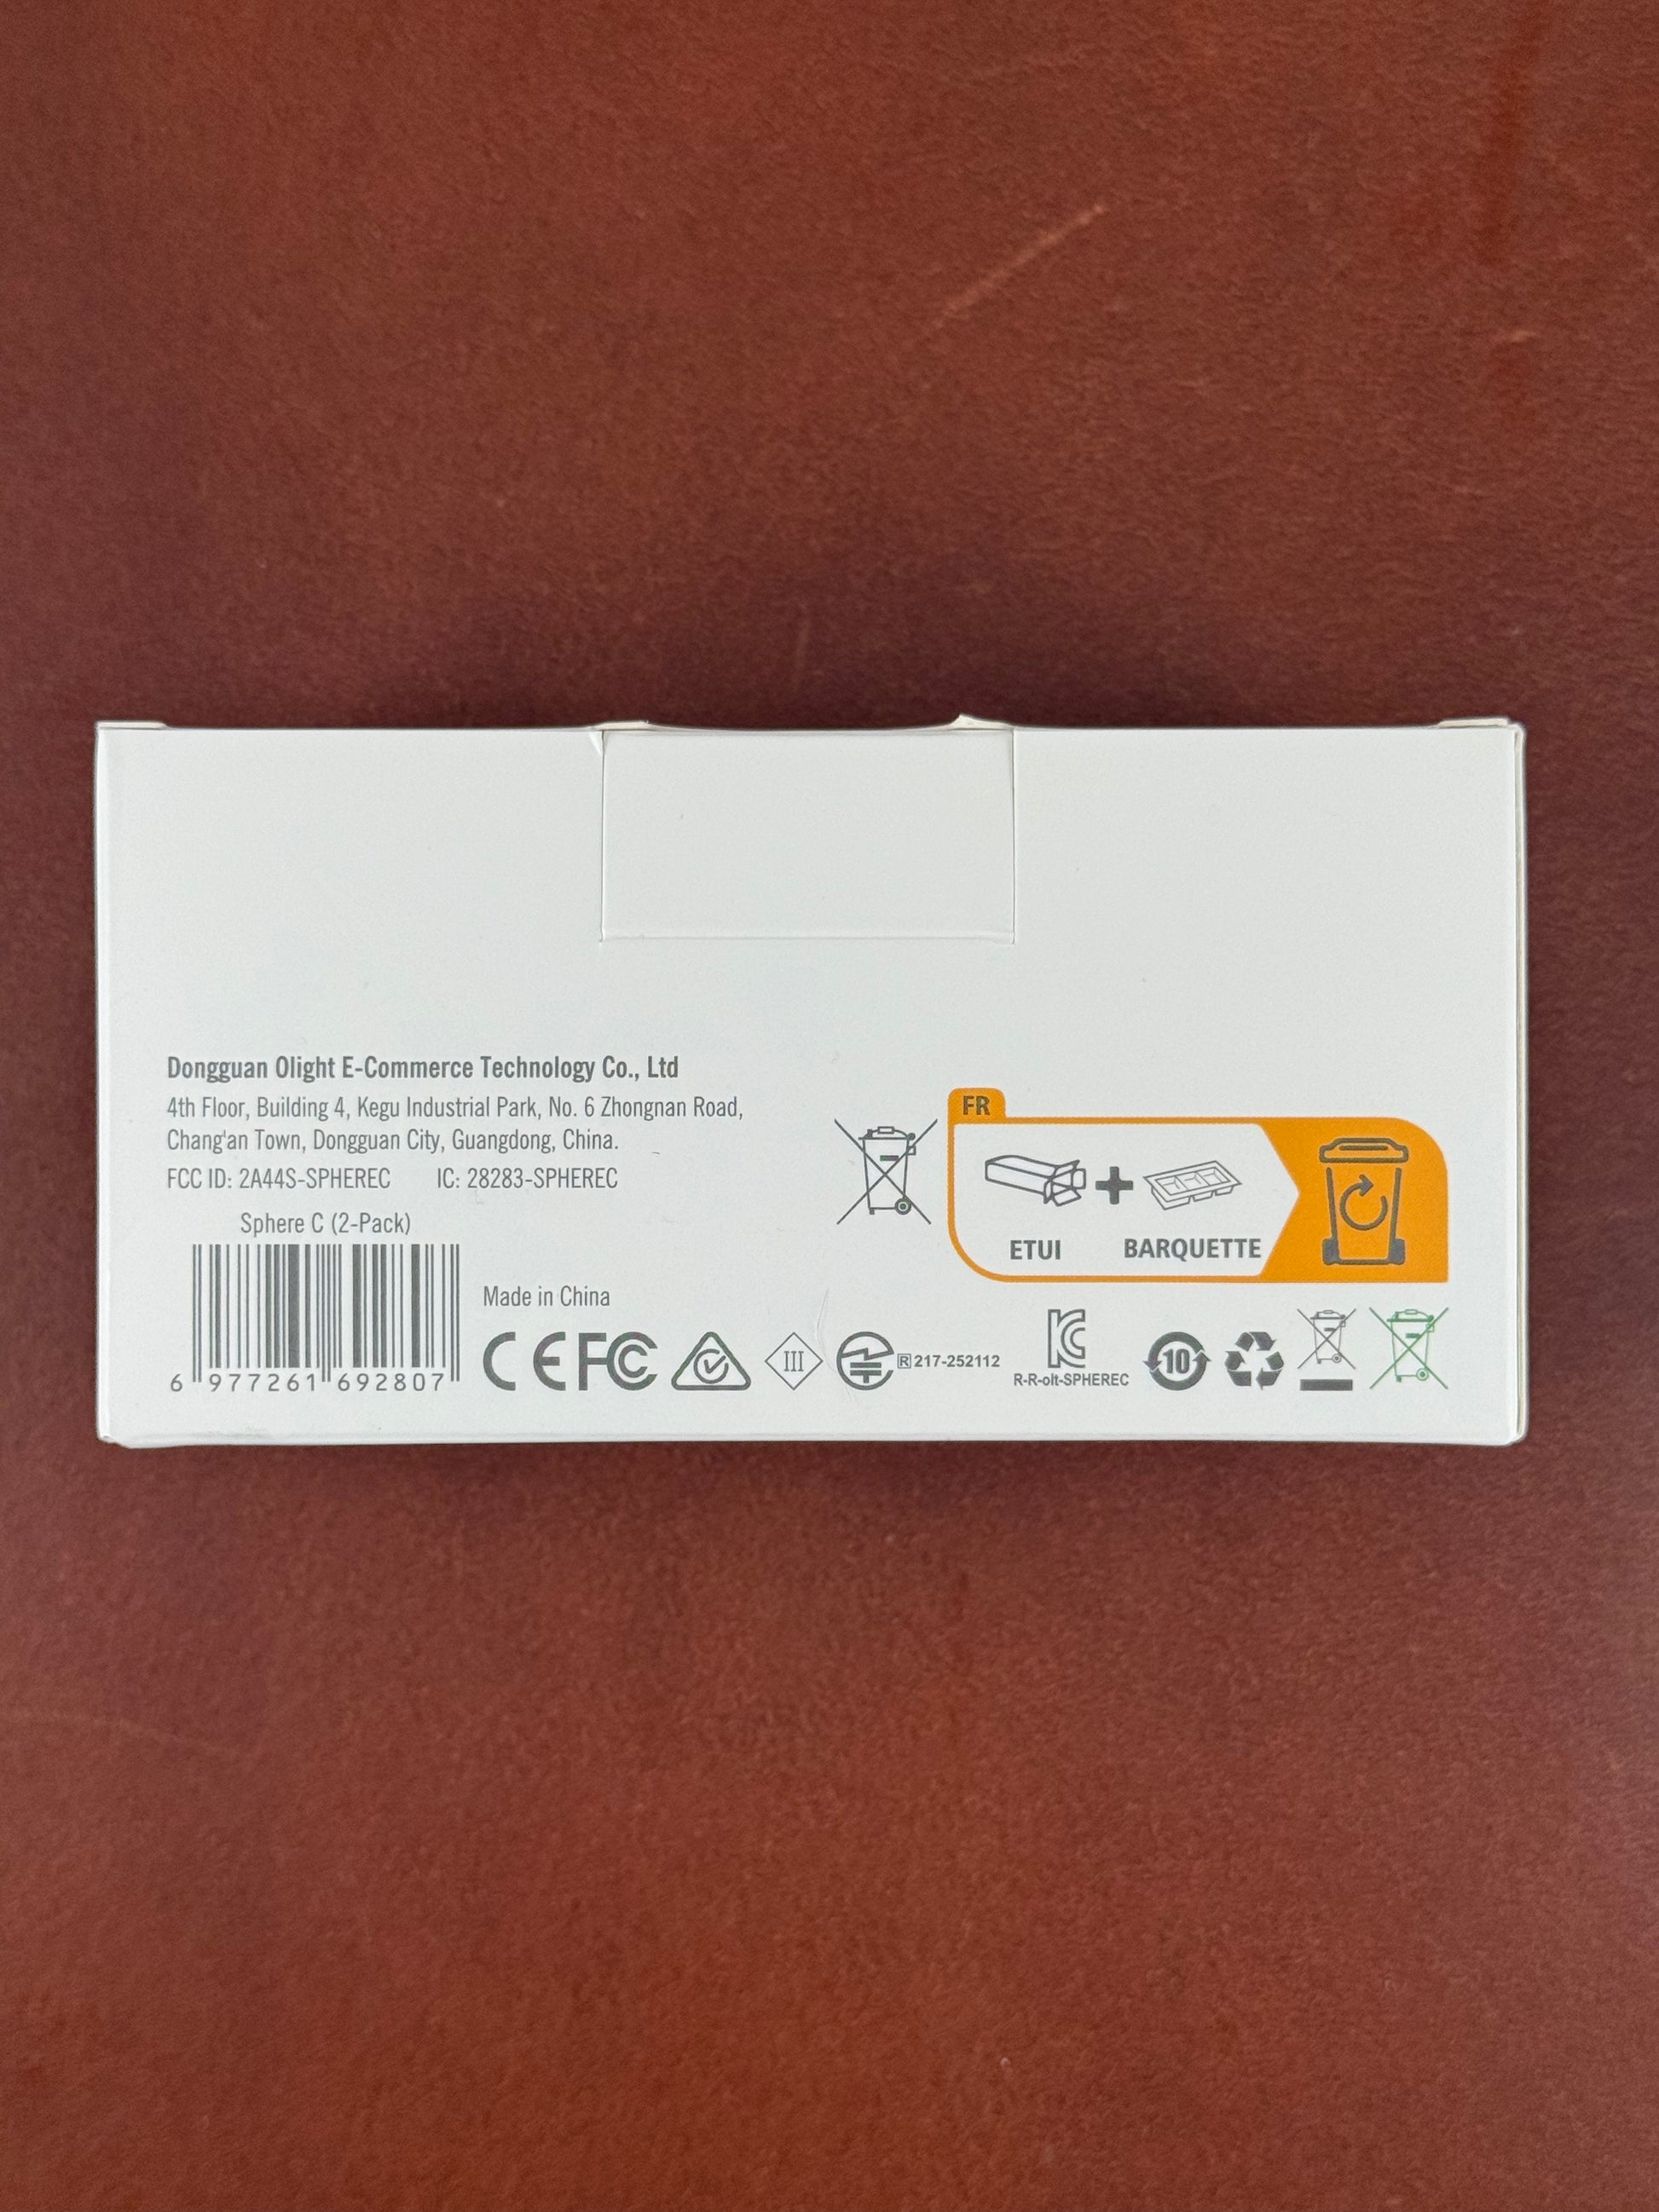 Dongguan Olight E-Commerce Technology Co., Ltd
4th Floor, Building 4, Kegu Industrial Park, No. 6 Zhongnan Road,
Chang'an Town, Dongguan City, Guangdong, China.
FCC ID: 2A44S-SPHEREC IC: 28283-SPHEREC
Sphere C (2-Pack)
6 977261 692807
Made in China
CE FC III R 217-252112
R-R-olt-SPHEREC
10
FR
ETUI + BARQUETTE